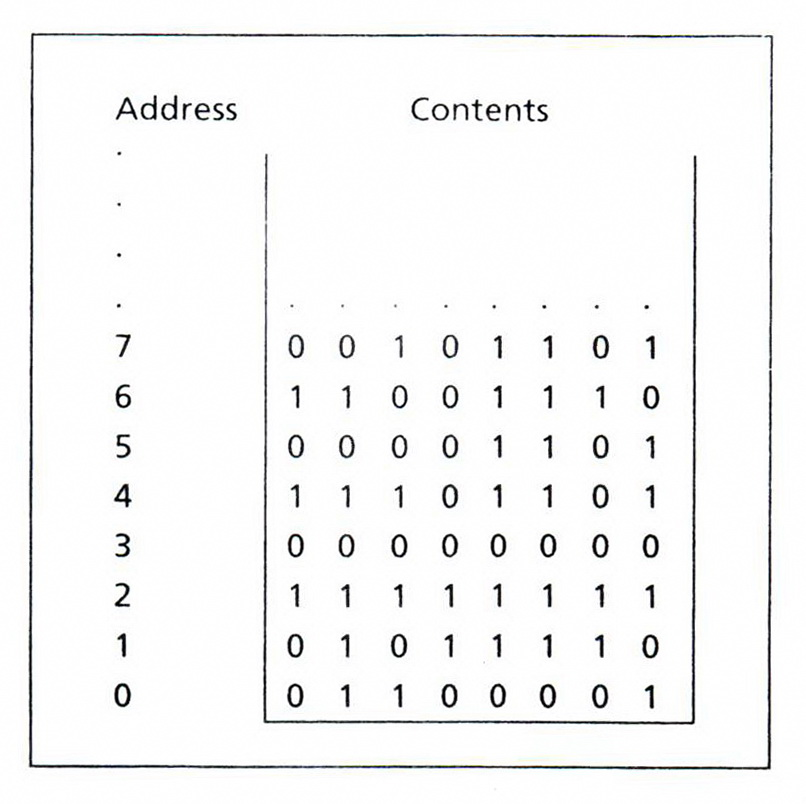 Address Contents
.
.
.
. . . . . . . . .
7 0 0 1 0 1 1 0 1
6 1 1 0 0 1 1 1 0
5 0 0 0 0 1 1 0 1
4 1 1 1 0 1 1 0 1
3 0 0 0 0 0 0 0 0
2 1 1 1 1 1 1 1 1
1 0 1 0 1 1 1 1 0
0 0 1 1 0 0 0 0 1